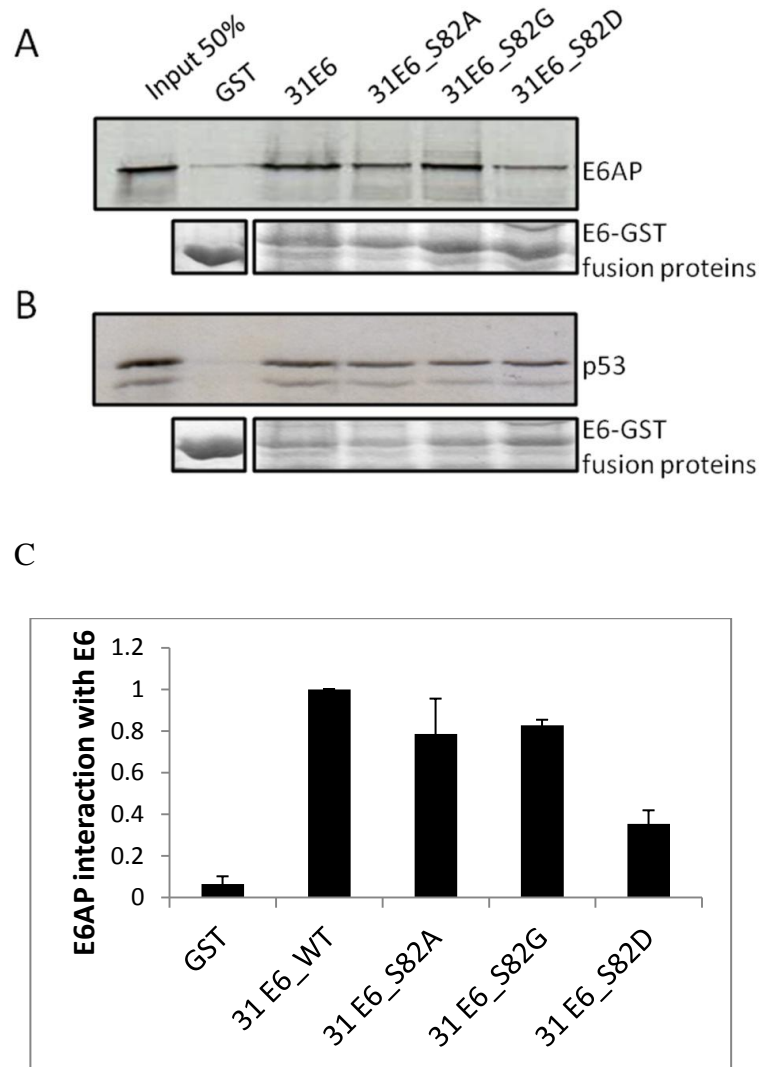 A
Input 50%
GST
31E6
31E6_S82A
31E6_S82G
31E6_S82D
E6AP
E6-GST
fusion proteins
B
p53
E6-GST
fusion proteins
C
E6AP interaction with E6
1.2
1
0.8
0.6
0.4
0.2
0
GST
31 E6_WT
31 E6_S82A
31 E6_S82G
31 E6_S82D